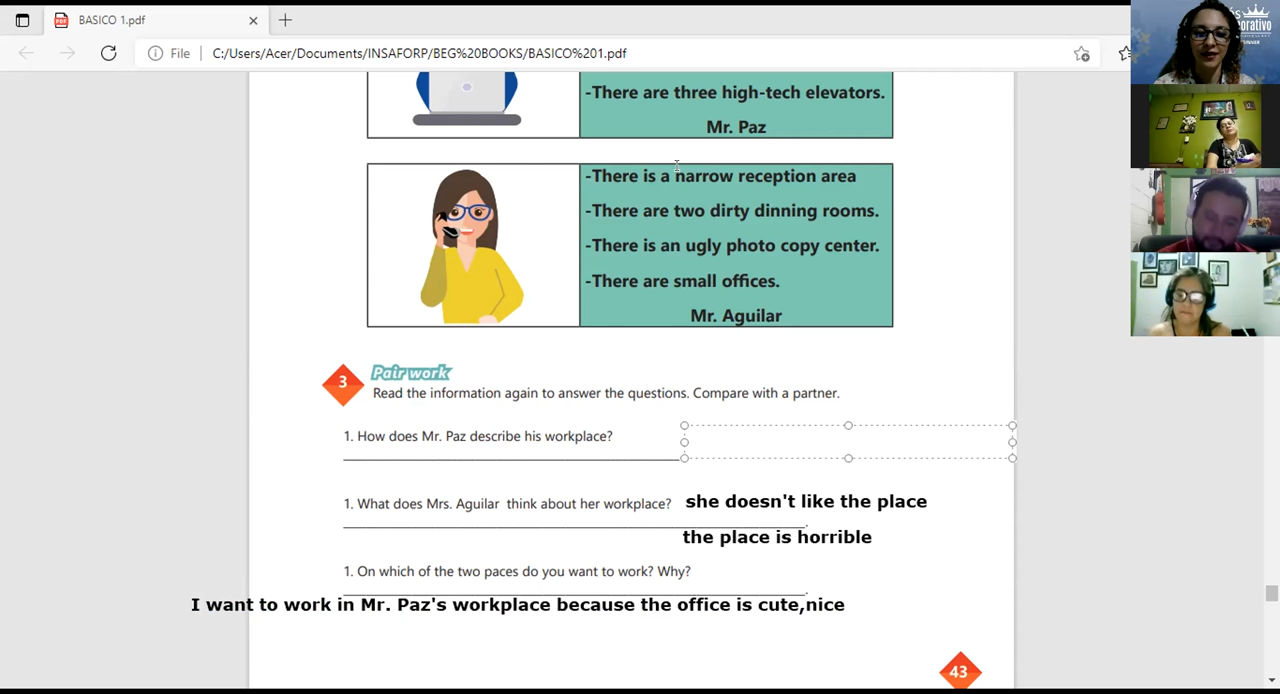 BASICO 1.pdf
File C:/Users/Acer/Documents/INSAFORP/BEG%20BOOKS/BASICO%201.pdf
-There are three high-tech elevators.
Mr. Paz
-There is a narrow reception area
-There are two dirty dinning rooms.
-There is an ugly photo copy center.
-There are small offices.
Mr. Aguilar
3 Pair work
Read the information again to answer the questions. Compare with a partner.
1. How does Mr. Paz describe his workplace?
1. What does Mrs. Aguilar think about her workplace? she doesn't like the place
the place is horrible
1. On which of the two paces do you want to work? Why?
I want to work in Mr. Paz's workplace because the office is cute,nice
43